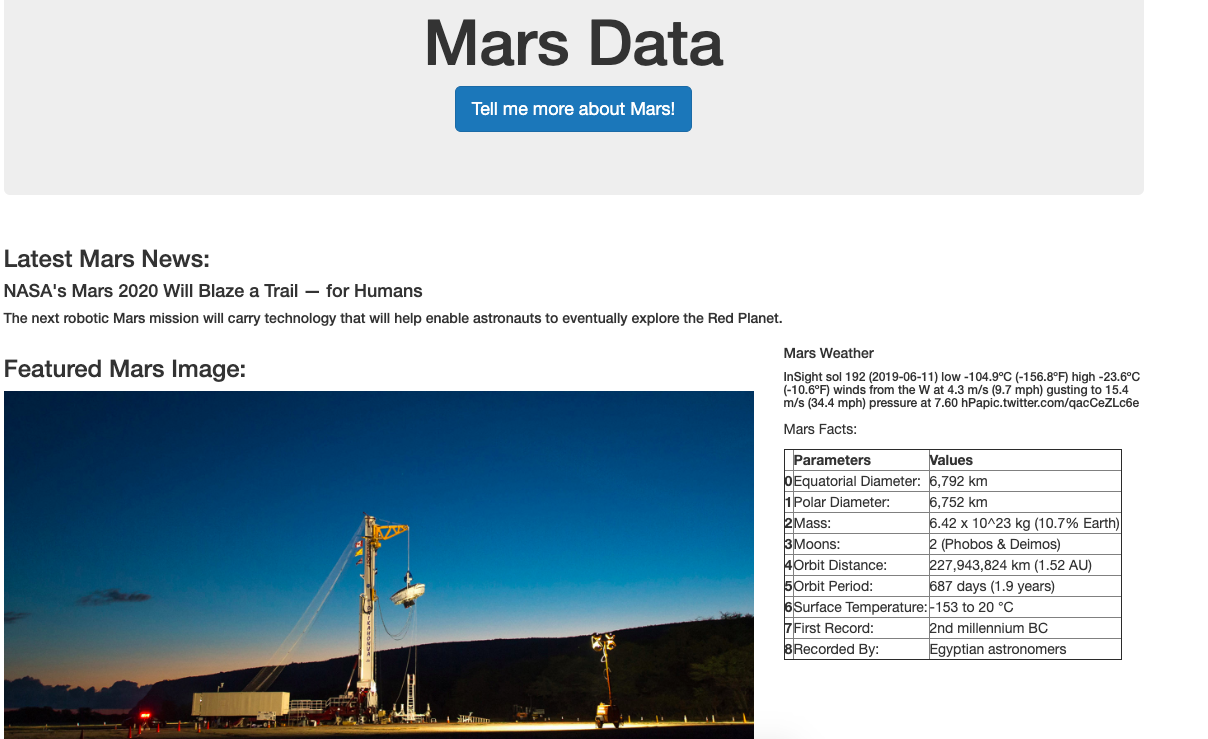 Mars Data
Tell me more about Mars!
Latest Mars News:
NASA's Mars 2020 Will Blaze a Trail — for Humans
The next robotic Mars mission will carry technology that will help enable astronauts to eventually explore the Red Planet.
Featured Mars Image:
Mars Weather
InSight sol 192 (2019-06-11) low -104.9ºC (-156.8ºF) high -23.6ºC
(-10.6ºF) winds from the W at 4.3 m/s (9.7 mph) gusting to 15.4
m/s (34.4 mph) pressure at 7.60 hPapic.twitter.com/qacCeZLc6e
Mars Facts:
Parameters Values
0 Equatorial Diameter: 6,792 km
1 Polar Diameter: 6,752 km
2 Mass: 6.42 x 10^23 kg (10.7% Earth)
3 Moons: 2 (Phobos & Deimos)
4 Orbit Distance: 227,943,824 km (1.52 AU)
5 Orbit Period: 687 days (1.9 years)
6 Surface Temperature: -153 to 20 °C
7 First Record: 2nd millennium BC
8 Recorded By: Egyptian astronomers